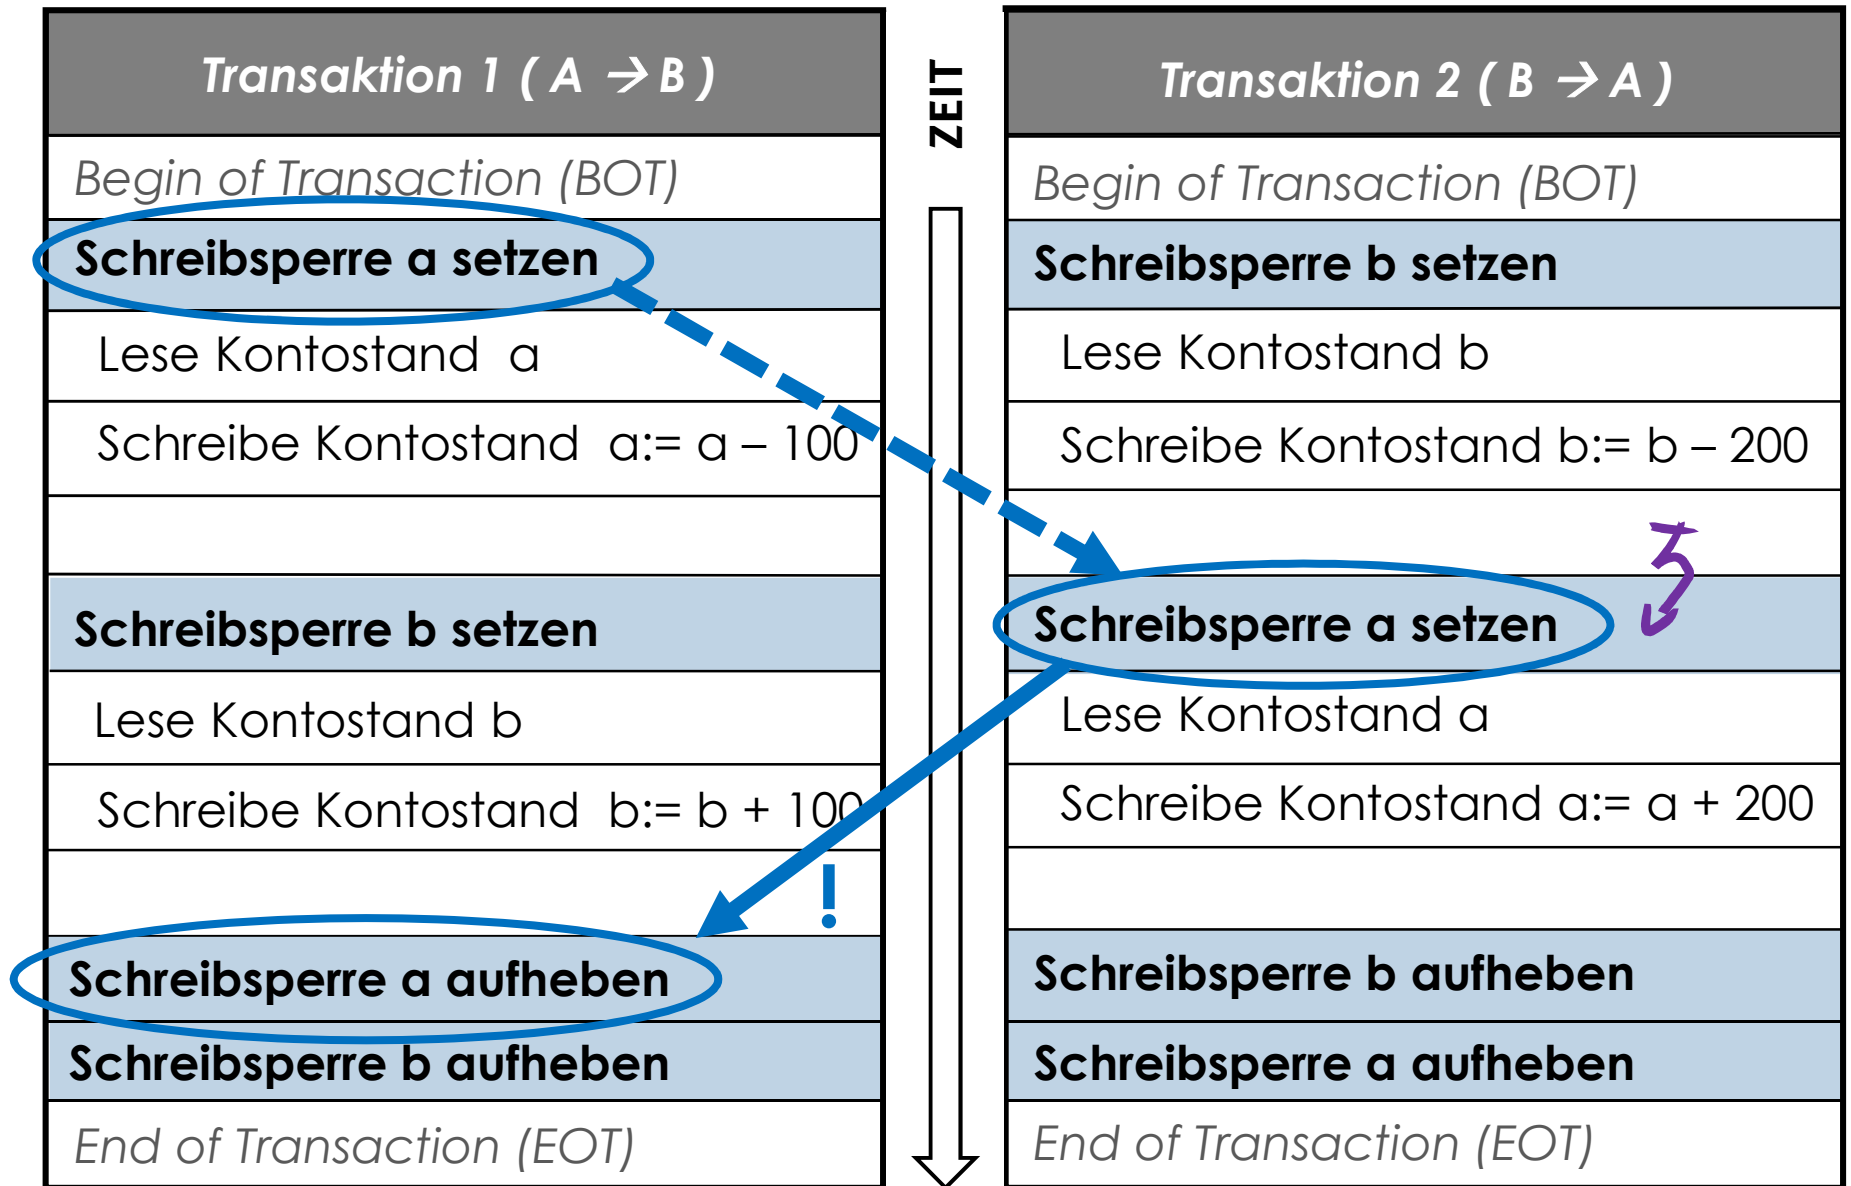 Transaktion 1 ( A → B )
Begin of Transaction (BOT)
Schreibsperre a setzen
Lese Kontostand a
Schreibe Kontostand a:= a – 100
Schreibsperre b setzen
Lese Kontostand b
Schreibe Kontostand b:= b + 100
!
Schreibsperre a aufheben
Schreibsperre b aufheben
End of Transaction (EOT)
ZEIT
Transaktion 2 ( B → A )
Begin of Transaction (BOT)
Schreibsperre b setzen
Lese Kontostand b
Schreibe Kontostand b:= b – 200
Schreibsperre a setzen
Lese Kontostand a
Schreibe Kontostand a:= a + 200
Schreibsperre b aufheben
Schreibsperre a aufheben
End of Transaction (EOT)